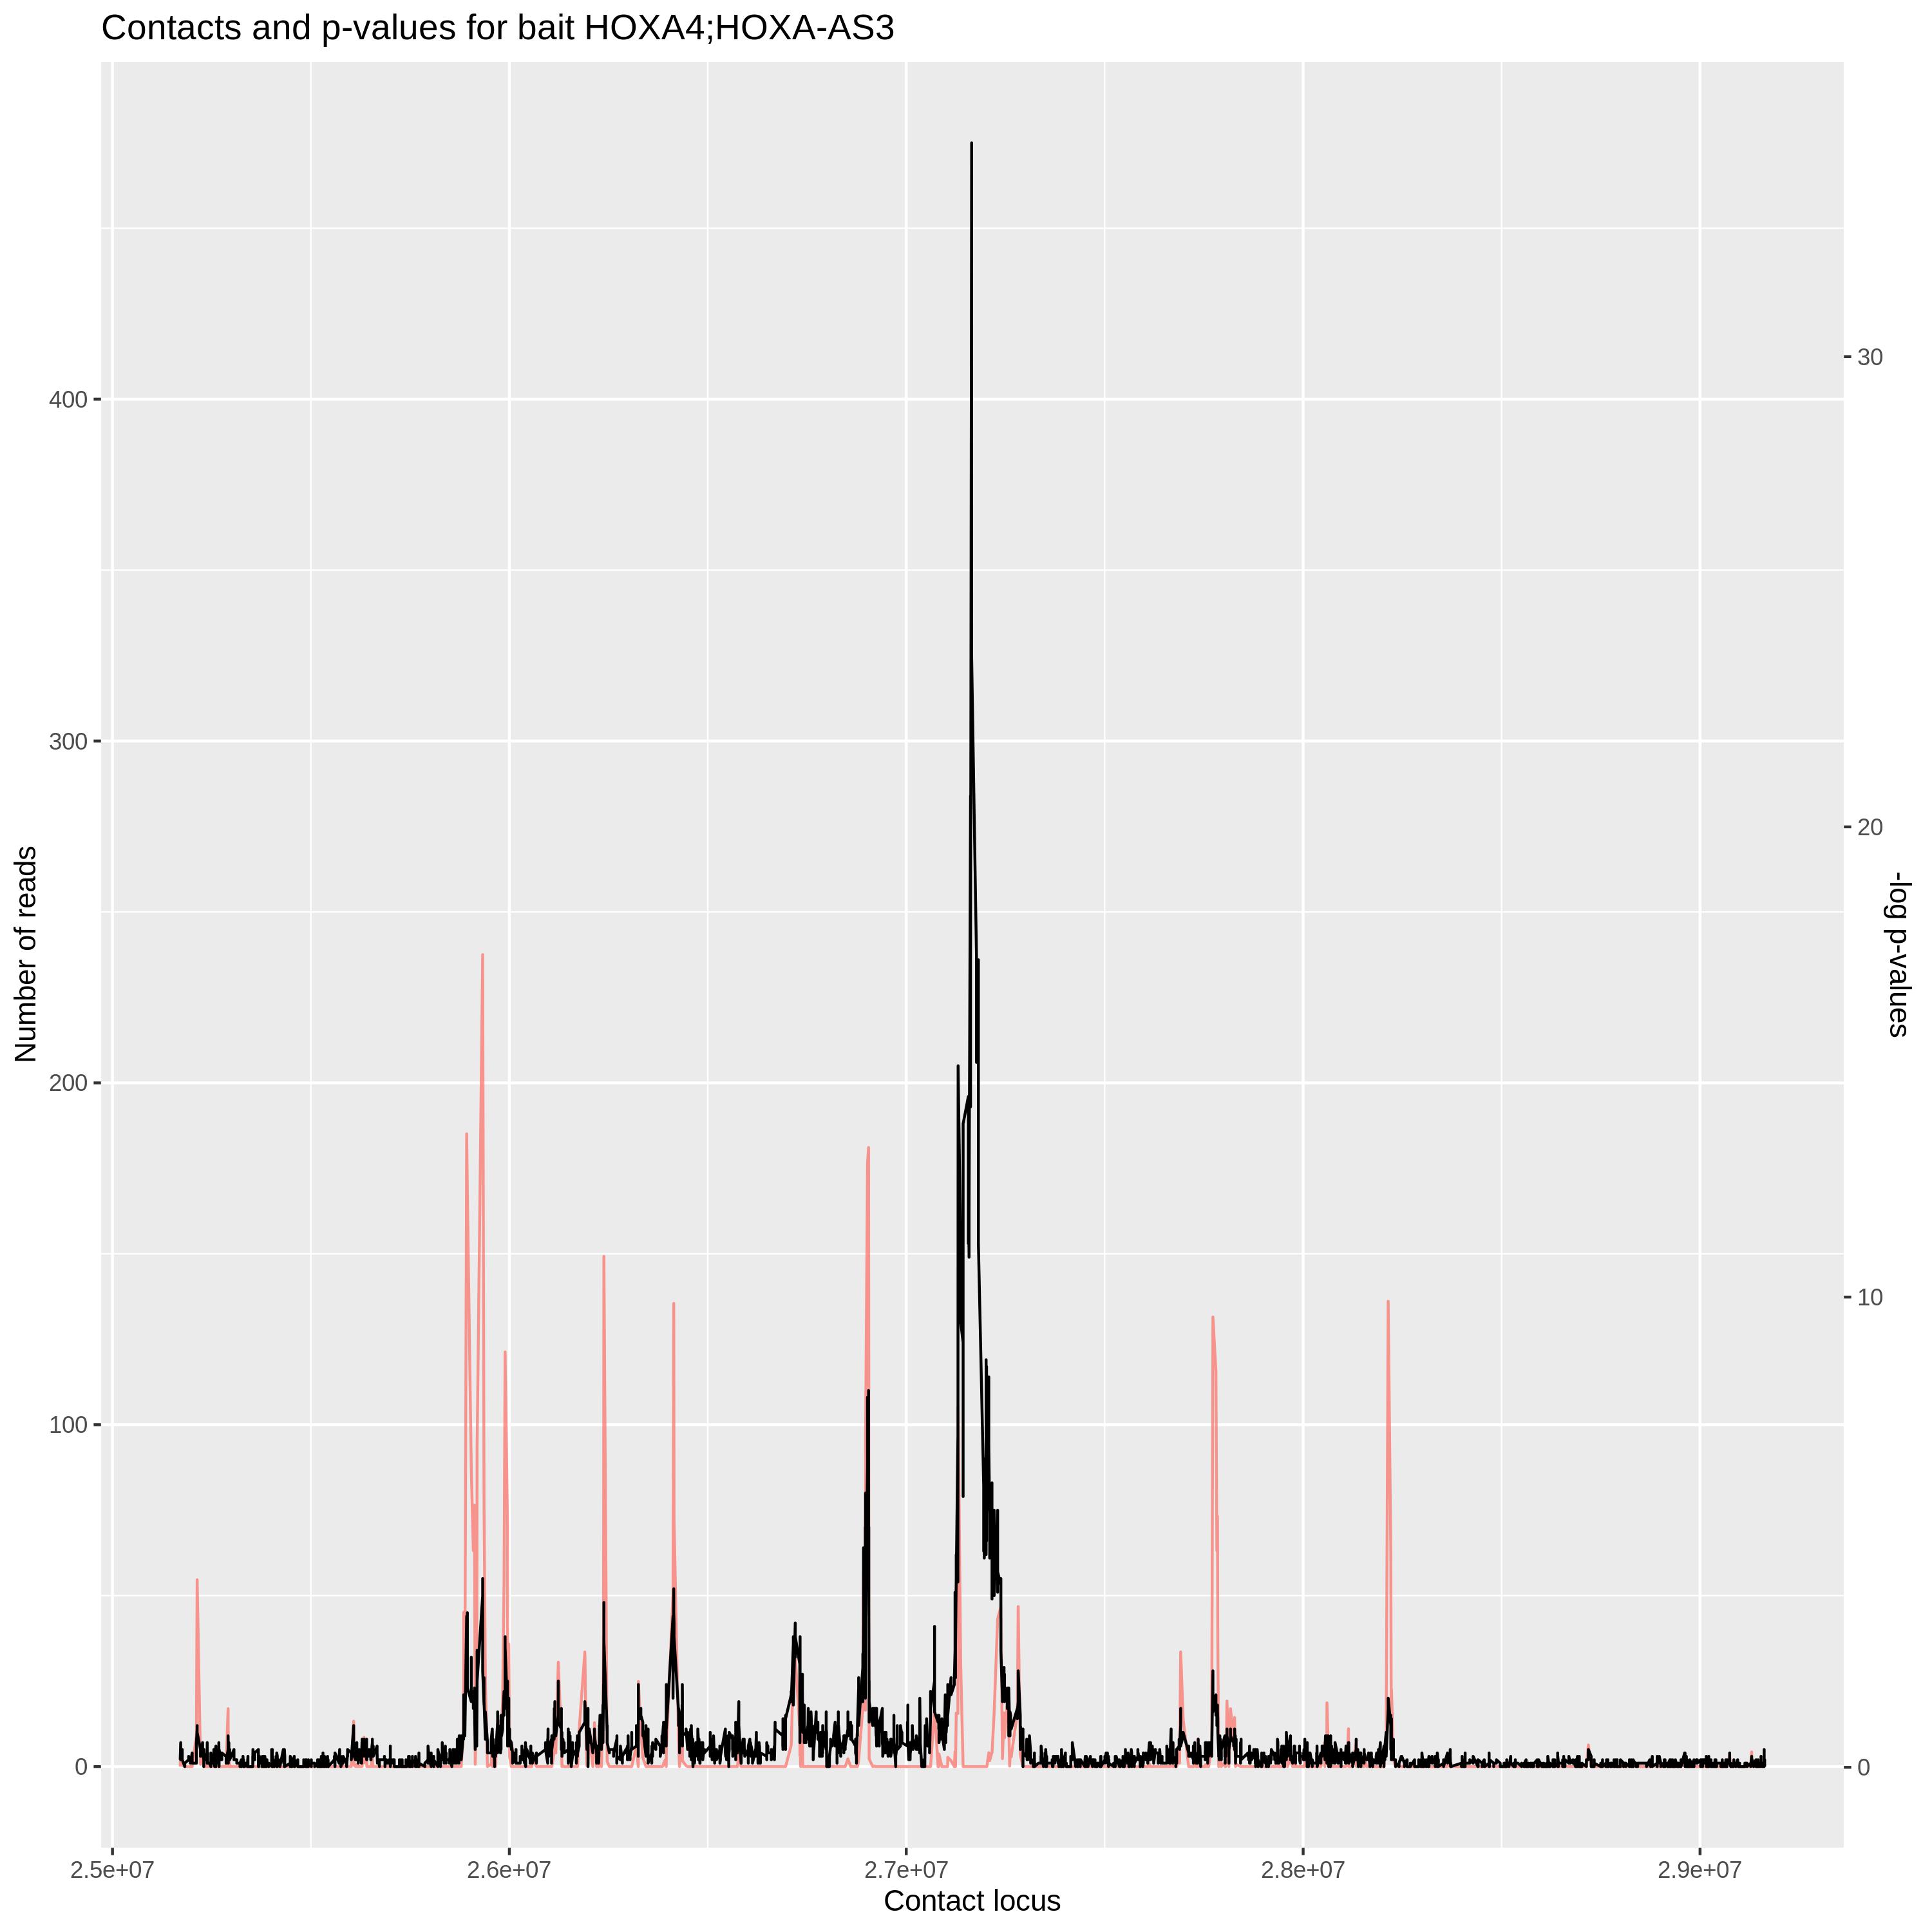 Contacts and p-values for bait HOXA4;HOXA-AS3
Number of reads
400
300
200
100
0
30
20
10
0
-log p-values
2.5e+07
2.6e+07
2.7e+07
2.8e+07
2.9e+07
Contact locus